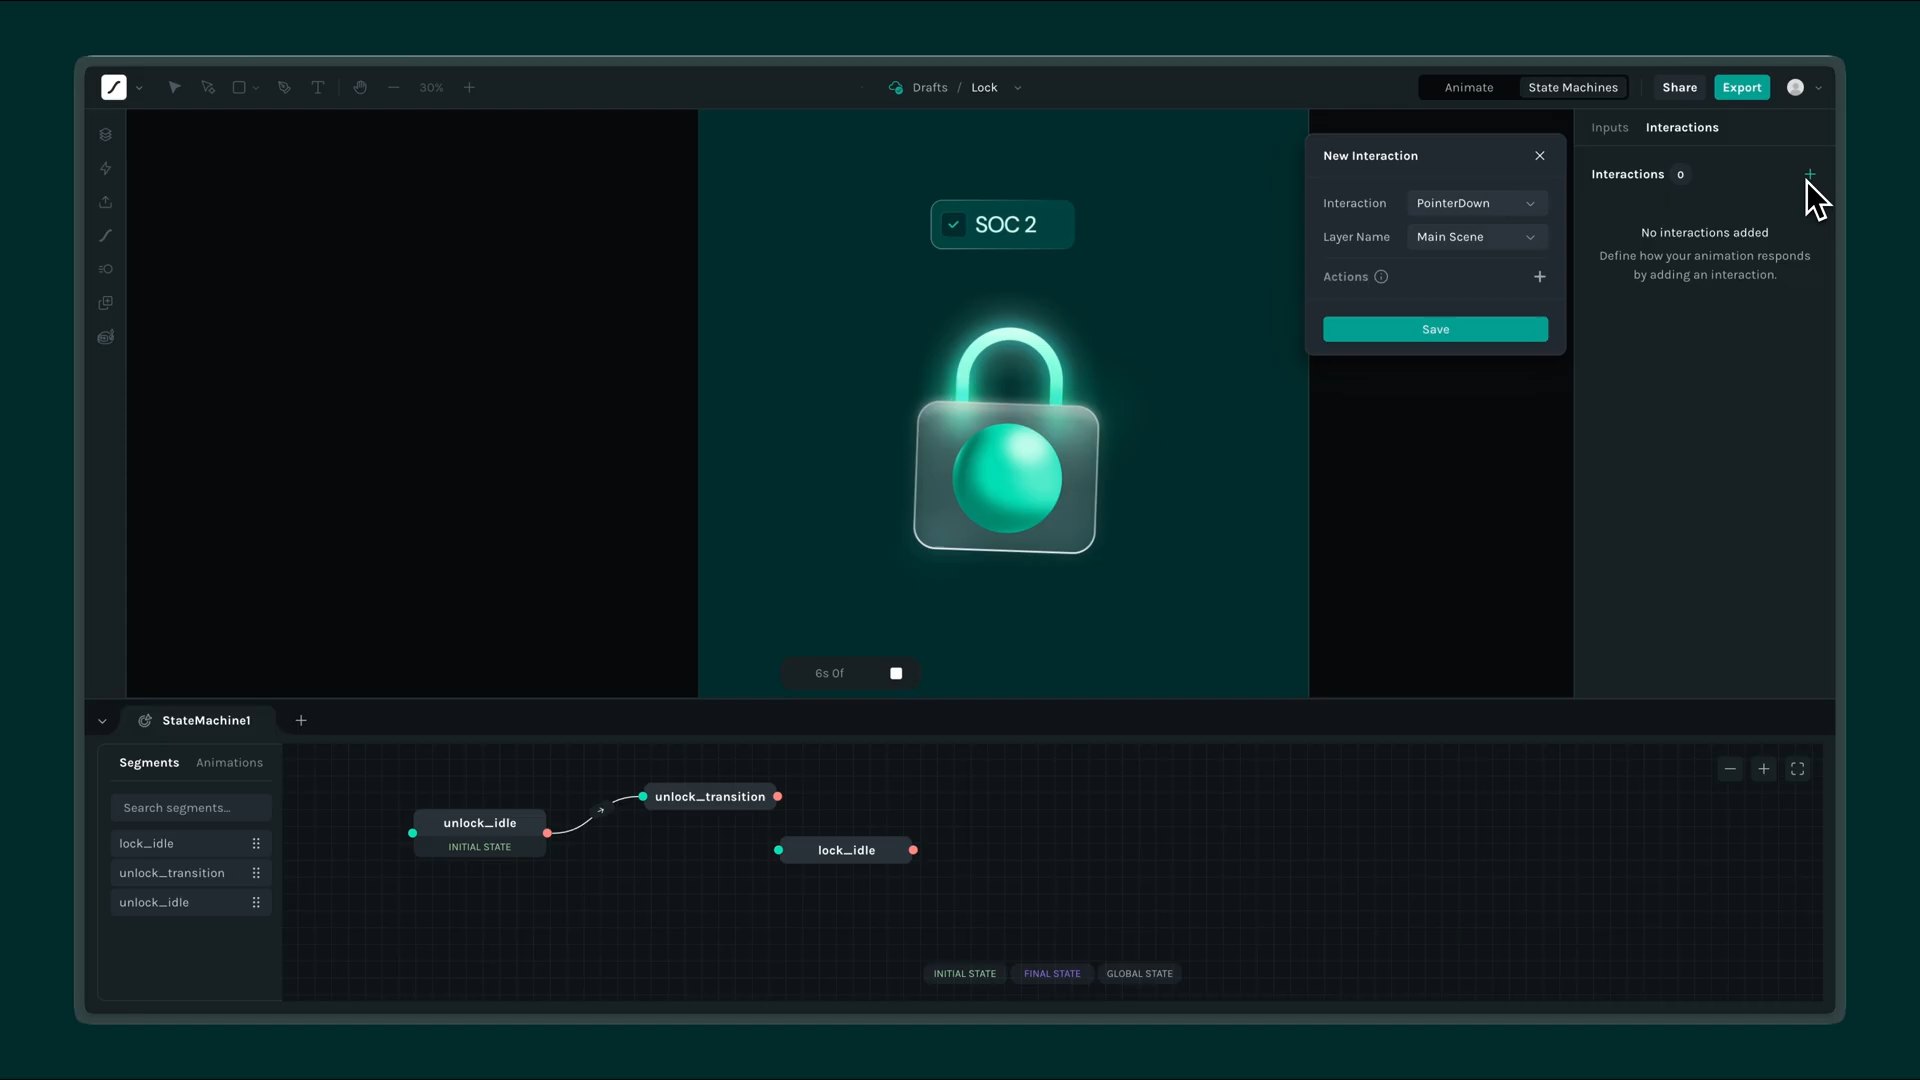 30%
Drafts / Lock
Animate
State Machines
Share
Export
Inputs
Interactions
Interactions 0
No interactions added
Define how your animation responds
by adding an interaction.
New Interaction
Interaction PointerDown
Layer Name Main Scene
Actions
Save
SOC 2
6s 0f
StateMachine1
Segments
Animations
Search segments...
lock_idle
unlock_transition
unlock_idle
unlock_idle
INITIAL STATE
unlock_transition
lock_idle
INITIAL STATE
FINAL STATE
GLOBAL STATE